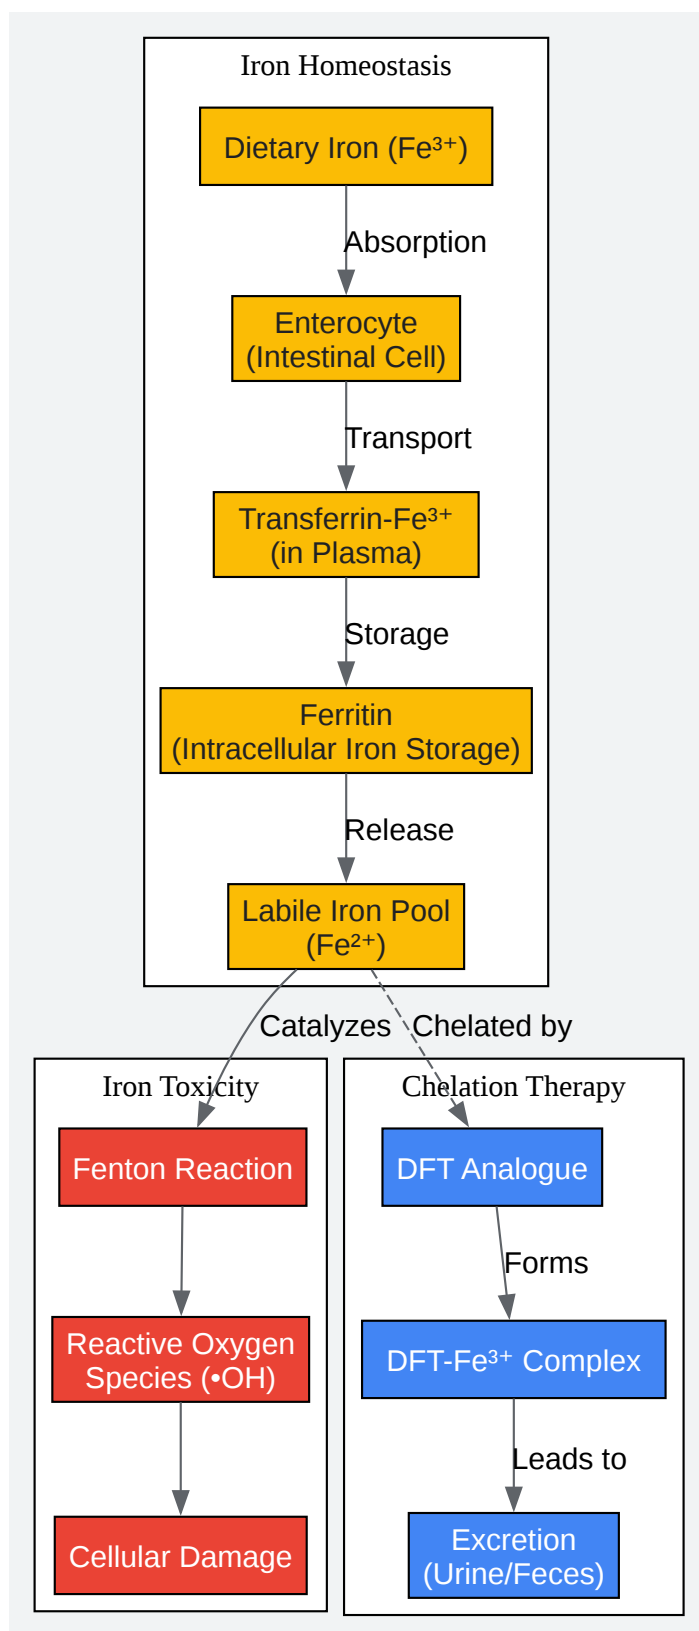 Iron Homeostasis
Dietary Iron (Fe³⁺)
Absorption
Enterocyte
(Intestinal Cell)
Transport
Transferrin-Fe³⁺
(in Plasma)
Storage
Ferritin
(Intracellular Iron Storage)
Release
Labile Iron Pool
(Fe²⁺)
Catalyzes
Chelated by
Iron Toxicity
Fenton Reaction
Reactive Oxygen
Species (•OH)
Cellular Damage
Chelation Therapy
DFT Analogue
Forms
DFT-Fe³⁺ Complex
Leads to
Excretion
(Urine/Feces)